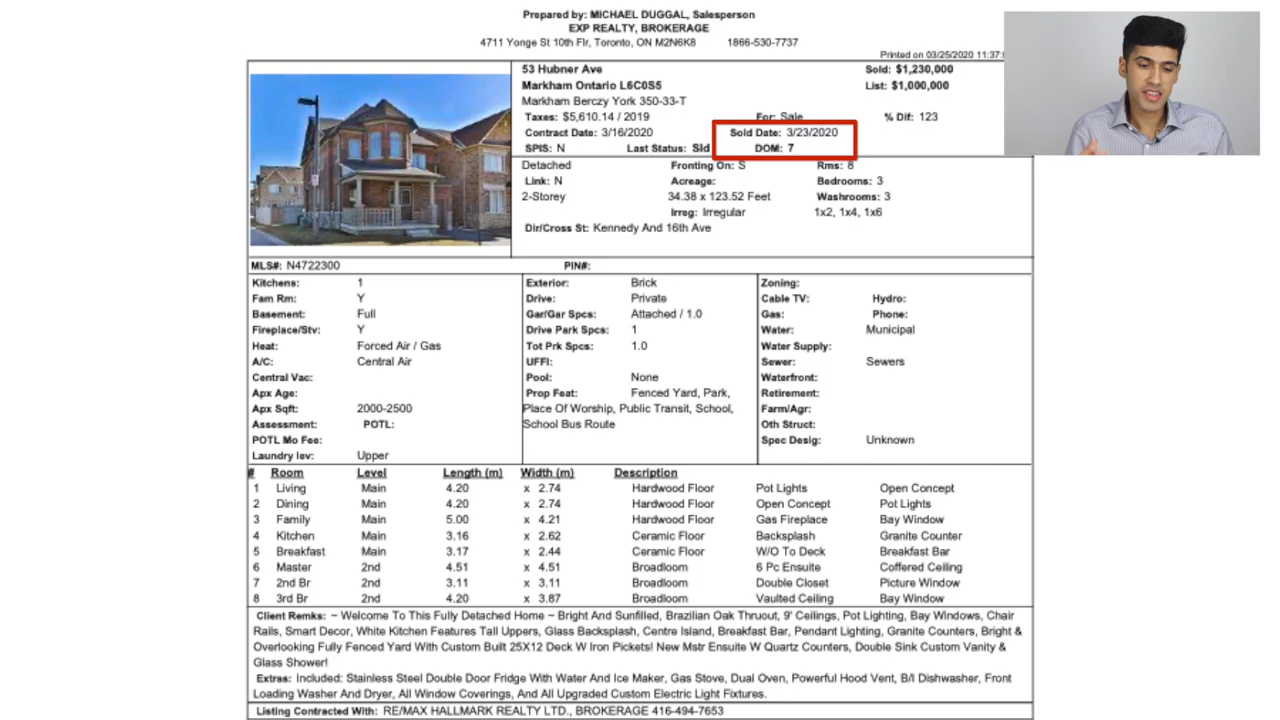 Prepared by: MICHAEL DUGGAL, Salesperson
EXP REALTY, BROKERAGE
4711 Yonge St 10th Flr, Toronto, ON M2N6K8 1866-530-7737
Printed on 03/25/2020 11:37:
53 Hubner Ave Sold: $1,230,000
Markham Ontario L6C0S5 List: $1,000,000
Markham Berczy York 350-33-T
Taxes: $5,610.14 / 2019 For: Sale % Dif: 123
Contract Date: 3/16/2020 Sold Date: 3/23/2020
SPIS: N Last Status: Sld DOM: 7
Detached Fronting On: S Rms: 8
Link: N Acreage: Bedrooms: 3
2-Storey 34.38 x 123.52 Feet Washrooms: 3
Irreg: Irregular 1x2, 1x4, 1x6
Dir/Cross St: Kennedy And 16th Ave
MLS#: N4722300 PIN#:
Kitchens: 1 Exterior: Brick Zoning:
Fam Rm: Y Drive: Private Cable TV: Hydro:
Basement: Full Gar/Gar Spcs: Attached / 1.0 Gas: Phone:
Fireplace/Stv: Y Drive Park Spcs: 1 Water: Municipal
Heat: Forced Air / Gas Tot Prk Spcs: 1.0 Water Supply:
A/C: Central Air UFFI: Sewer: Sewers
Central Vac: Pool: None Waterfront:
Apx Age: Prop Feat: Fenced Yard, Park, Retirement:
Apx Sqft: 2000-2500 Place Of Worship, Public Transit, School, Farm/Agr:
Assessment: POTL: School Bus Route Oth Struct:
POTL Mo Fee: Spec Desig: Unknown
Laundry lev: Upper
# Room Level Length (m) Width (m) Description
1 Living Main 4.20 x 2.74 Hardwood Floor Pot Lights Open Concept
2 Dining Main 4.20 x 2.74 Hardwood Floor Open Concept Pot Lights
3 Family Main 5.00 x 4.21 Hardwood Floor Gas Fireplace Bay Window
4 Kitchen Main 3.16 x 2.62 Ceramic Floor Backsplash Granite Counter
5 Breakfast Main 3.17 x 2.44 Ceramic Floor W/O To Deck Breakfast Bar
6 Master 2nd 4.51 x 4.51 Broadloom 6 Pc Ensuite Coffered Ceiling
7 2nd Br 2nd 3.11 x 3.11 Broadloom Double Closet Picture Window
8 3rd Br 2nd 4.20 x 3.87 Broadloom Vaulted Ceiling Bay Window
Client Remks: ~ Welcome To This Fully Detached Home ~ Bright And Sunfilled, Brazilian Oak Thruout, 9' Ceilings, Pot Lighting, Bay Windows, Chair
Rails, Smart Decor, White Kitchen Features Tall Uppers, Glass Backsplash, Centre Island, Breakfast Bar, Pendant Lighting, Granite Counters, Bright &
Overlooking Fully Fenced Yard With Custom Built 25X12 Deck W Iron Pickets! New Mstr Ensuite W Quartz Counters, Double Sink Custom Vanity &
Glass Shower!
Extras: Included: Stainless Steel Double Door Fridge With Water And Ice Maker, Gas Stove, Dual Oven, Powerful Hood Vent, B/I Dishwasher, Front
Loading Washer And Dryer, All Window Coverings, And All Upgraded Custom Electric Light Fixtures.
Listing Contracted With: RE/MAX HALLMARK REALTY LTD., BROKERAGE 416-494-7653